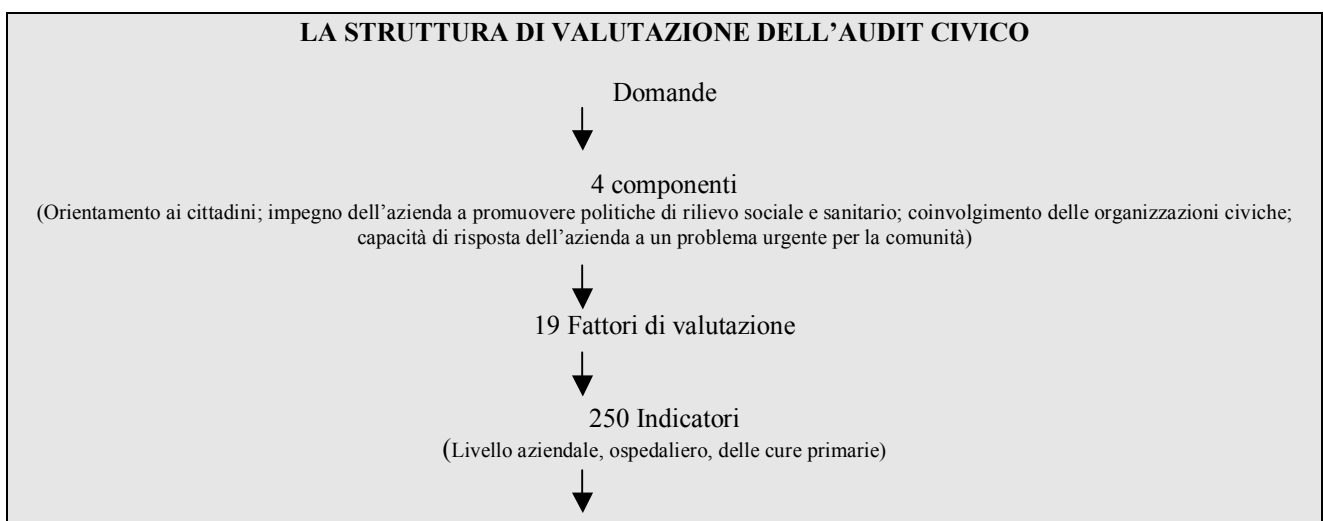 LA STRUTTURA DI VALUTAZIONE DELL’AUDIT CIVICO
Domande
4 componenti
(Orientamento ai cittadini; impegno dell’azienda a promuovere politiche di rilievo sociale e sanitario; coinvolgimento delle organizzazioni civiche;
capacità di risposta dell’azienda a un problema urgente per la comunità)
19 Fattori di valutazione
250 Indicatori
(Livello aziendale, ospedaliero, delle cure primarie)